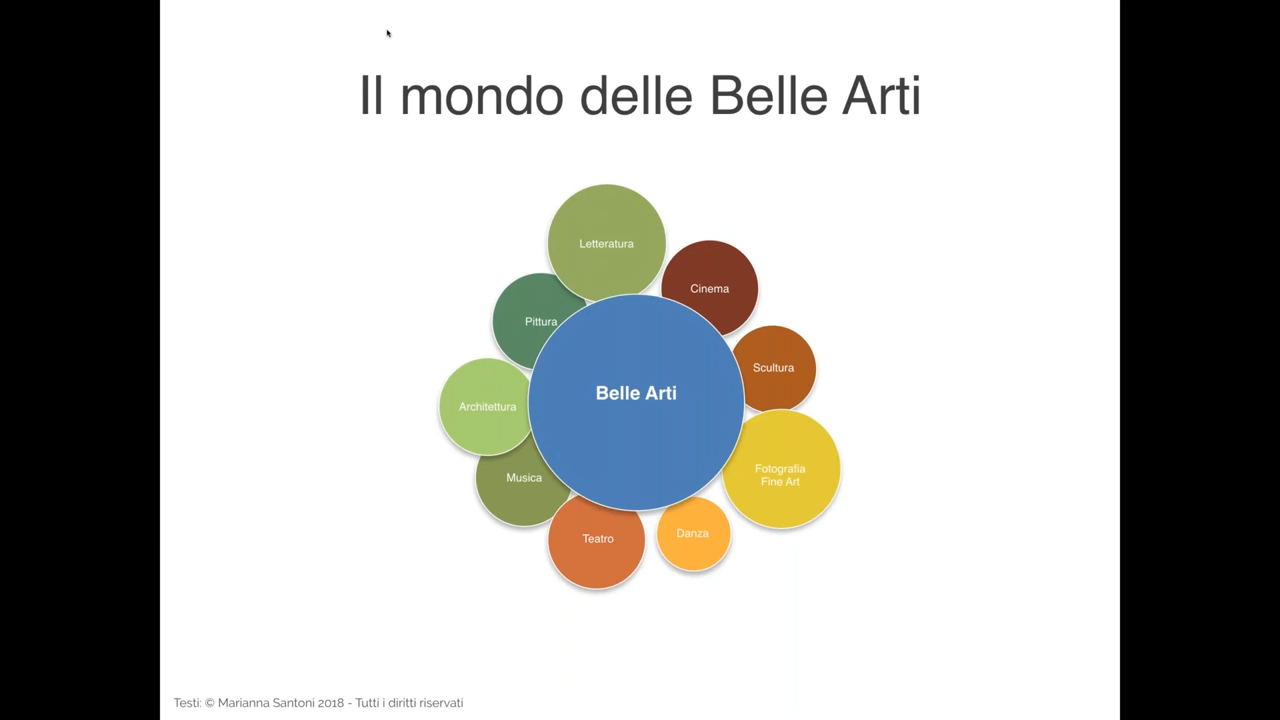 Il mondo delle Belle Arti
Letteratura
Cinema
Pittura
Scultura
Belle Arti
Architettura
Fotografia
Fine Art
Musica
Danza
Teatro
Testi: © Marianna Santoni 2018 - Tutti i diritti riservati